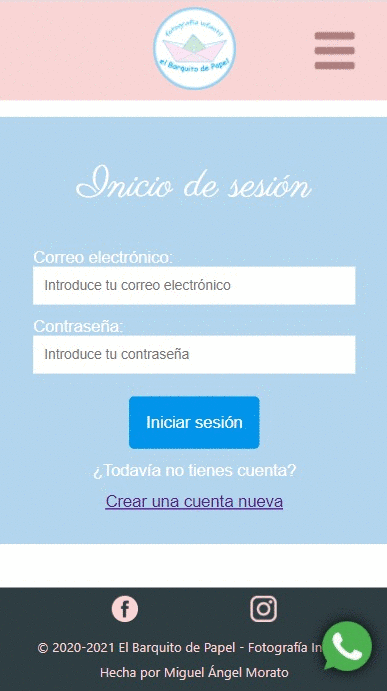 Fotografía Infantil
el Barquito de Papel
Inicio de sesión
Correo electrónico:
Introduce tu correo electrónico
Contraseña:
Introduce tu contraseña
Iniciar sesión
¿Todavía no tienes cuenta?
Crear una cuenta nueva
© 2020-2021 El Barquito de Papel - Fotografía In
Hecha por Miguel Ángel Morato